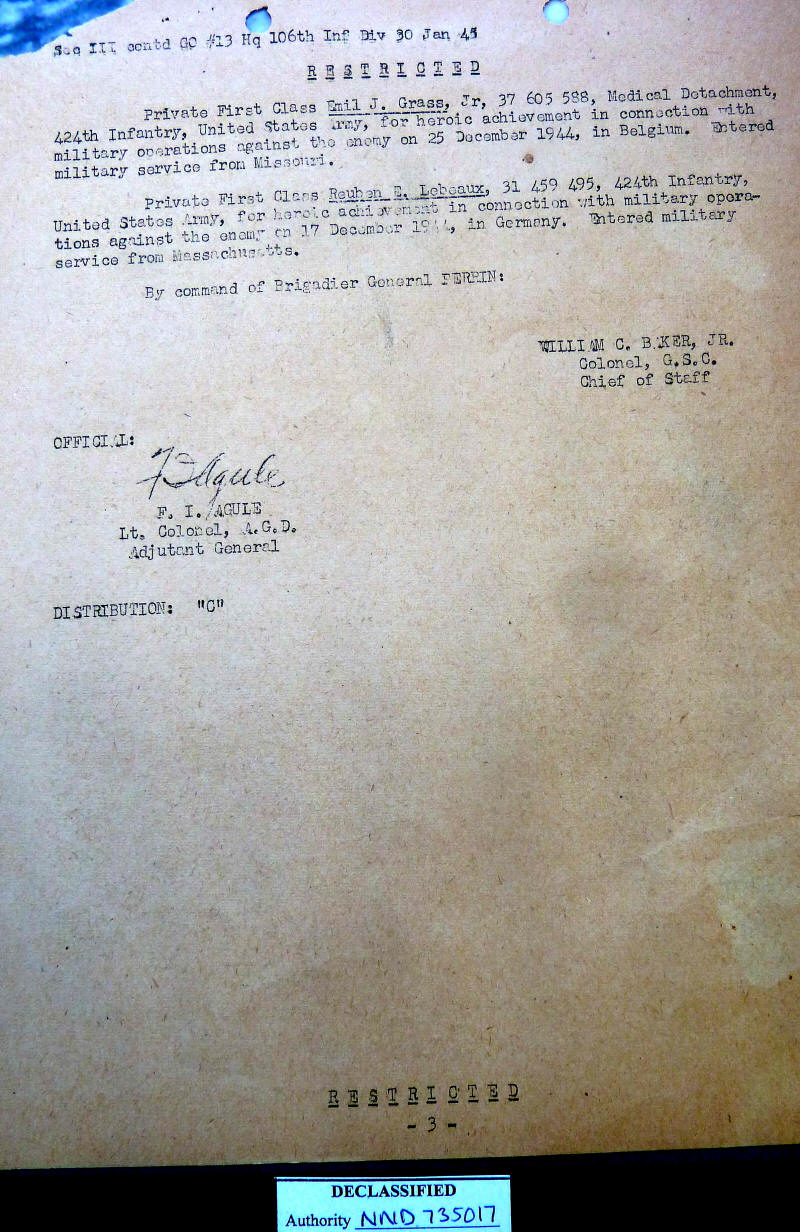 Sec III contd GO #13 Hq 106th Inf Div 30 Jan 45
R E S T R I C T E D
Private First Class Emil J. Grass, Jr, 37 605 588, Medical Detachment,
424th Infantry, United States Army, for heroic achievement in connection with
military operations against the enemy on 25 December 1944, in Belgium. Entered
military service from Missouri.
Private First Class Reuben E. Lebeaux, 31 459 495, 424th Infantry,
United States Army, for heroic achievement in connection with military opera-
tions against the enemy on 17 December 1944, in Germany. Entered military
service from Massachusetts.
By command of Brigadier General PERRIN:
WILLIAM C. BAKER, JR.
Colonel, G.S.C.
Chief of Staff
OFFICIAL:
F I Agule
F. I. AGULE
Lt. Colonel, A.G.D.
Adjutant General
DISTRIBUTION: "C"
R E S T R I C T E D
- 3 -
DECLASSIFIED
Authority NND 735017